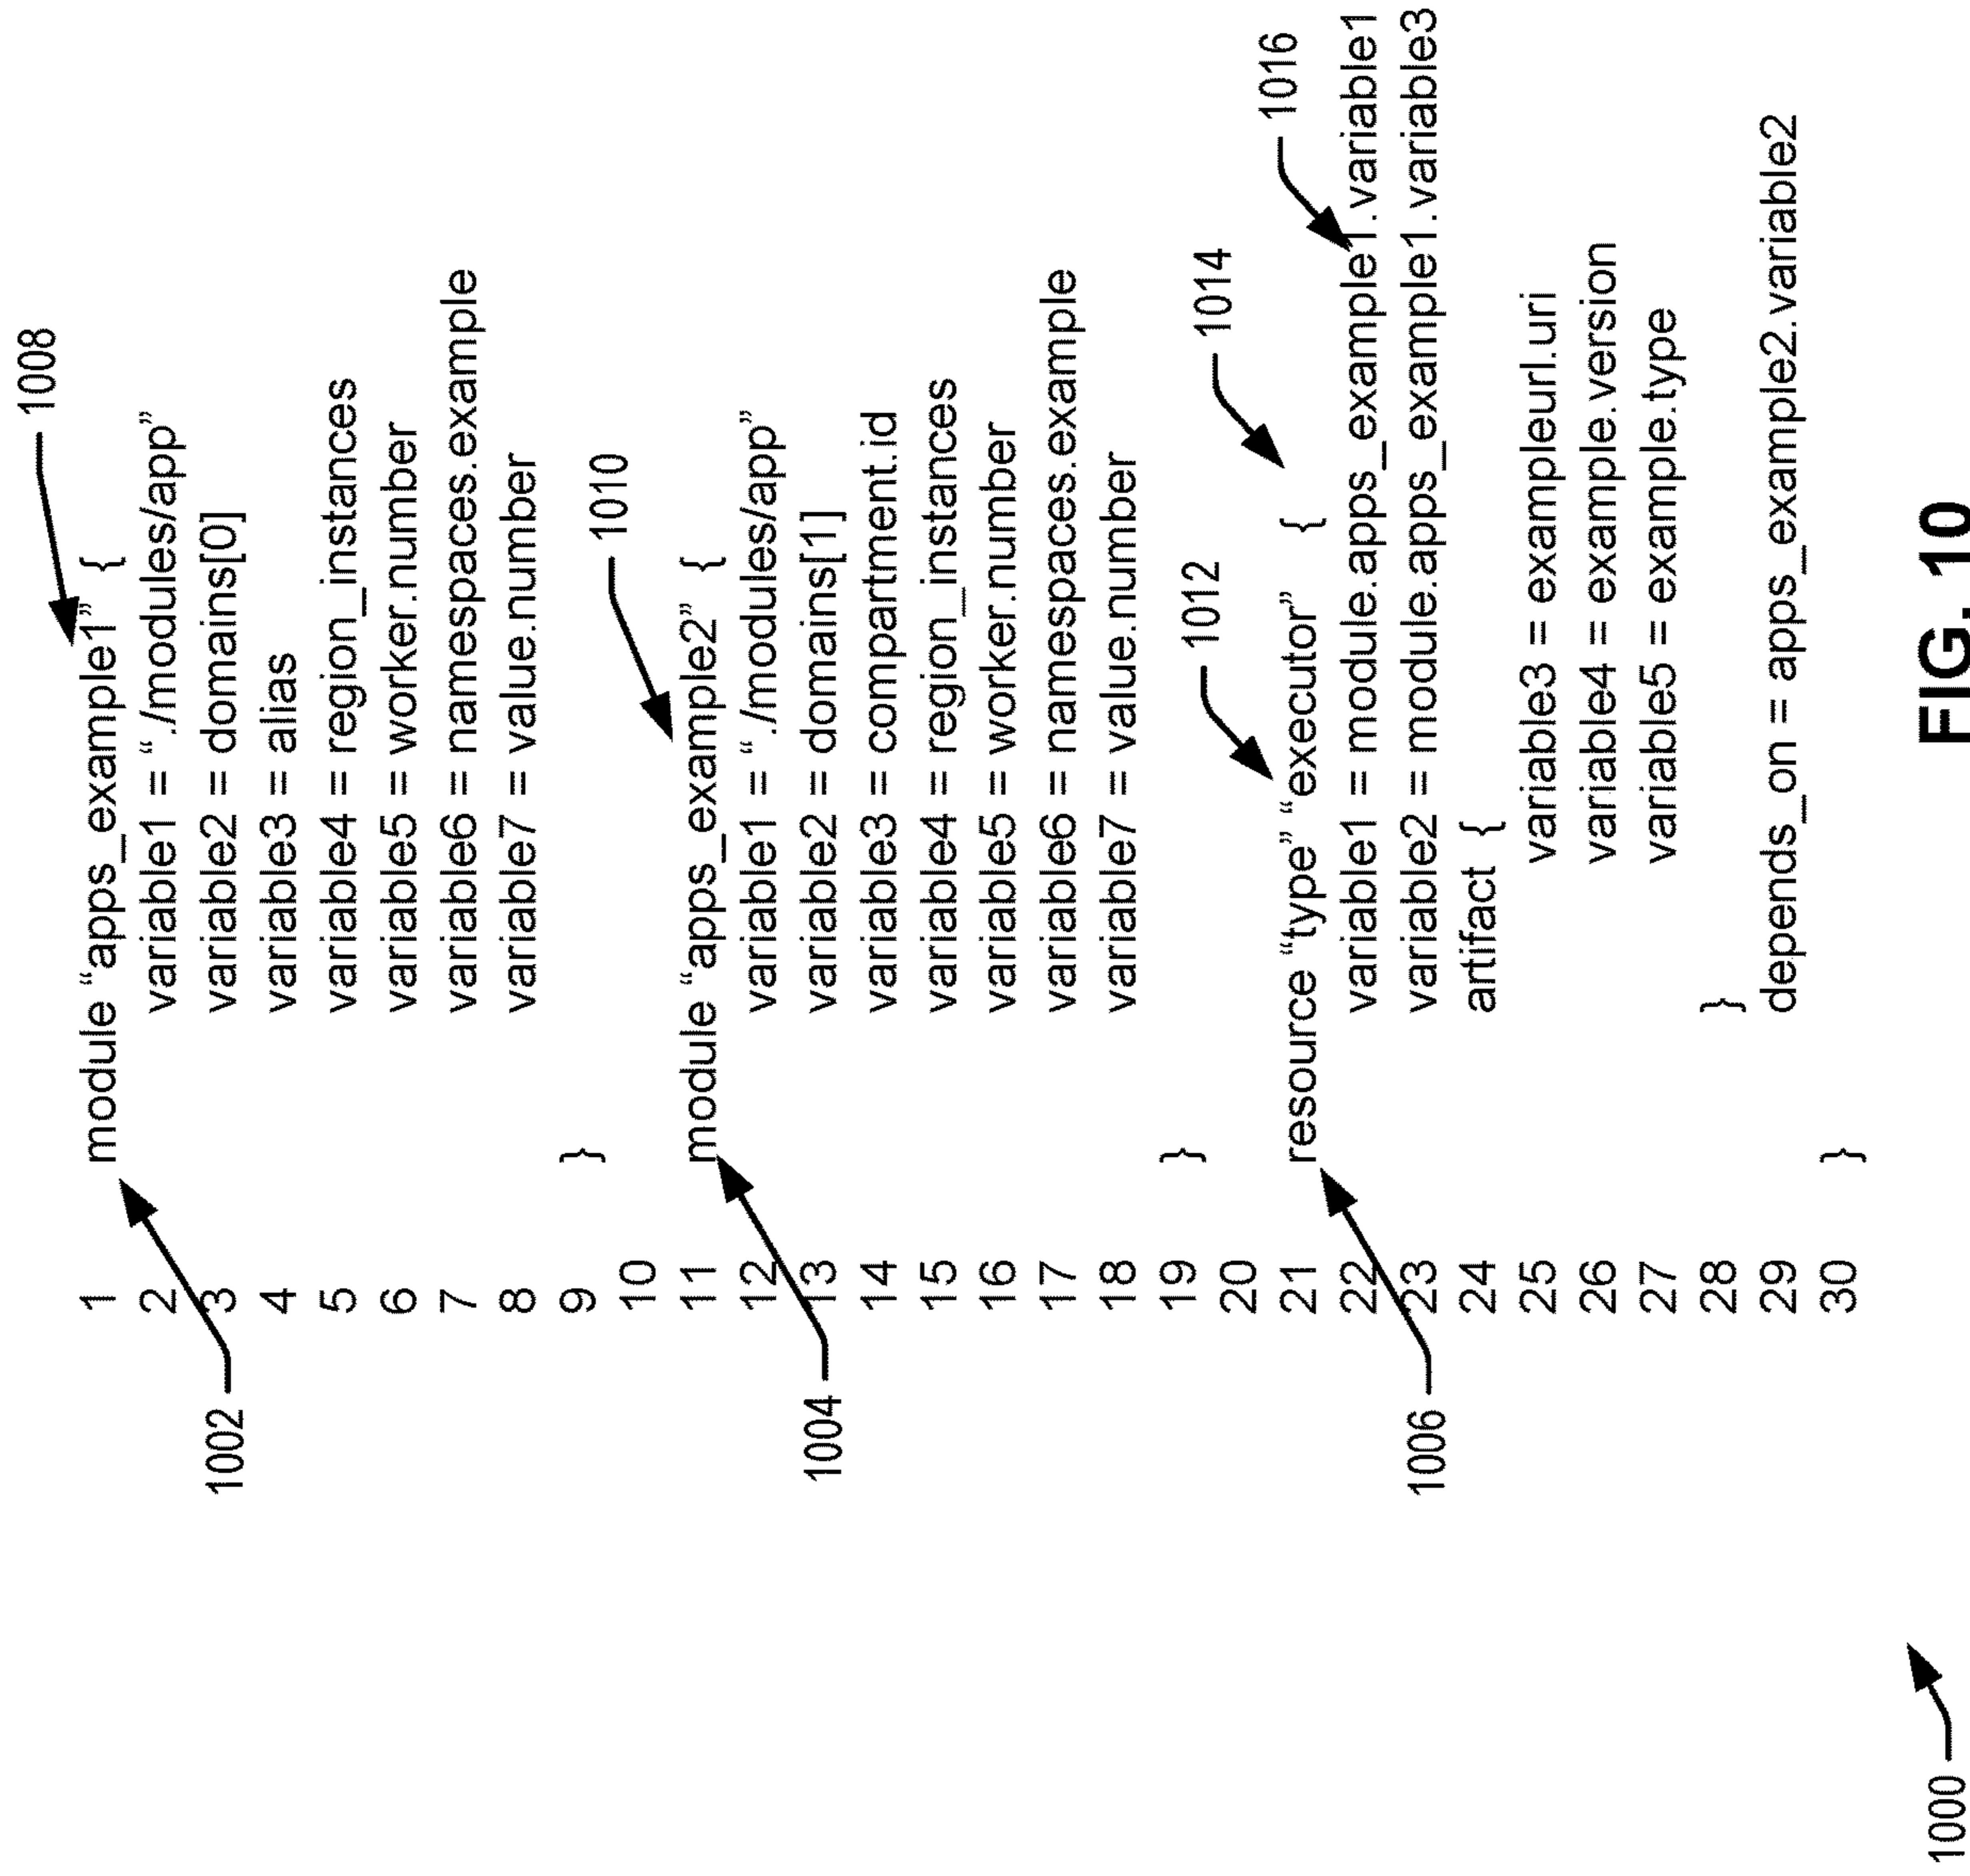 1008
1002
1 module “apps_example1” {
2 variable1 = “./modules/app”
3 variable2 = domains[0]
4 variable3 = alias
5 variable4 = region_instances
6 variable5 = worker.number
7 variable6 = namespaces.example
8 variable7 = value.number
9 }
10
1010
1004
11 module “apps_example2” {
12 variable1 = “./modules/app”
13 variable2 = domains[1]
14 variable3 = compartment.id
15 variable4 = region_instances
16 variable5 = worker.number
17 variable6 = namespaces.example
18 variable7 = value.number
19 }
20
1012
1014
1016
1006
21 resource “type” “executor” {
22 variable1 = module.apps_example1.variable1
23 variable2 = module.apps_example1.variable3
24 artifact {
25 variable3 = exampleurl.uri
26 variable4 = example.version
27 variable5 = example.type
28 }
29 depends_on = apps_example2.variable2
30 }
1000
FIG. 10